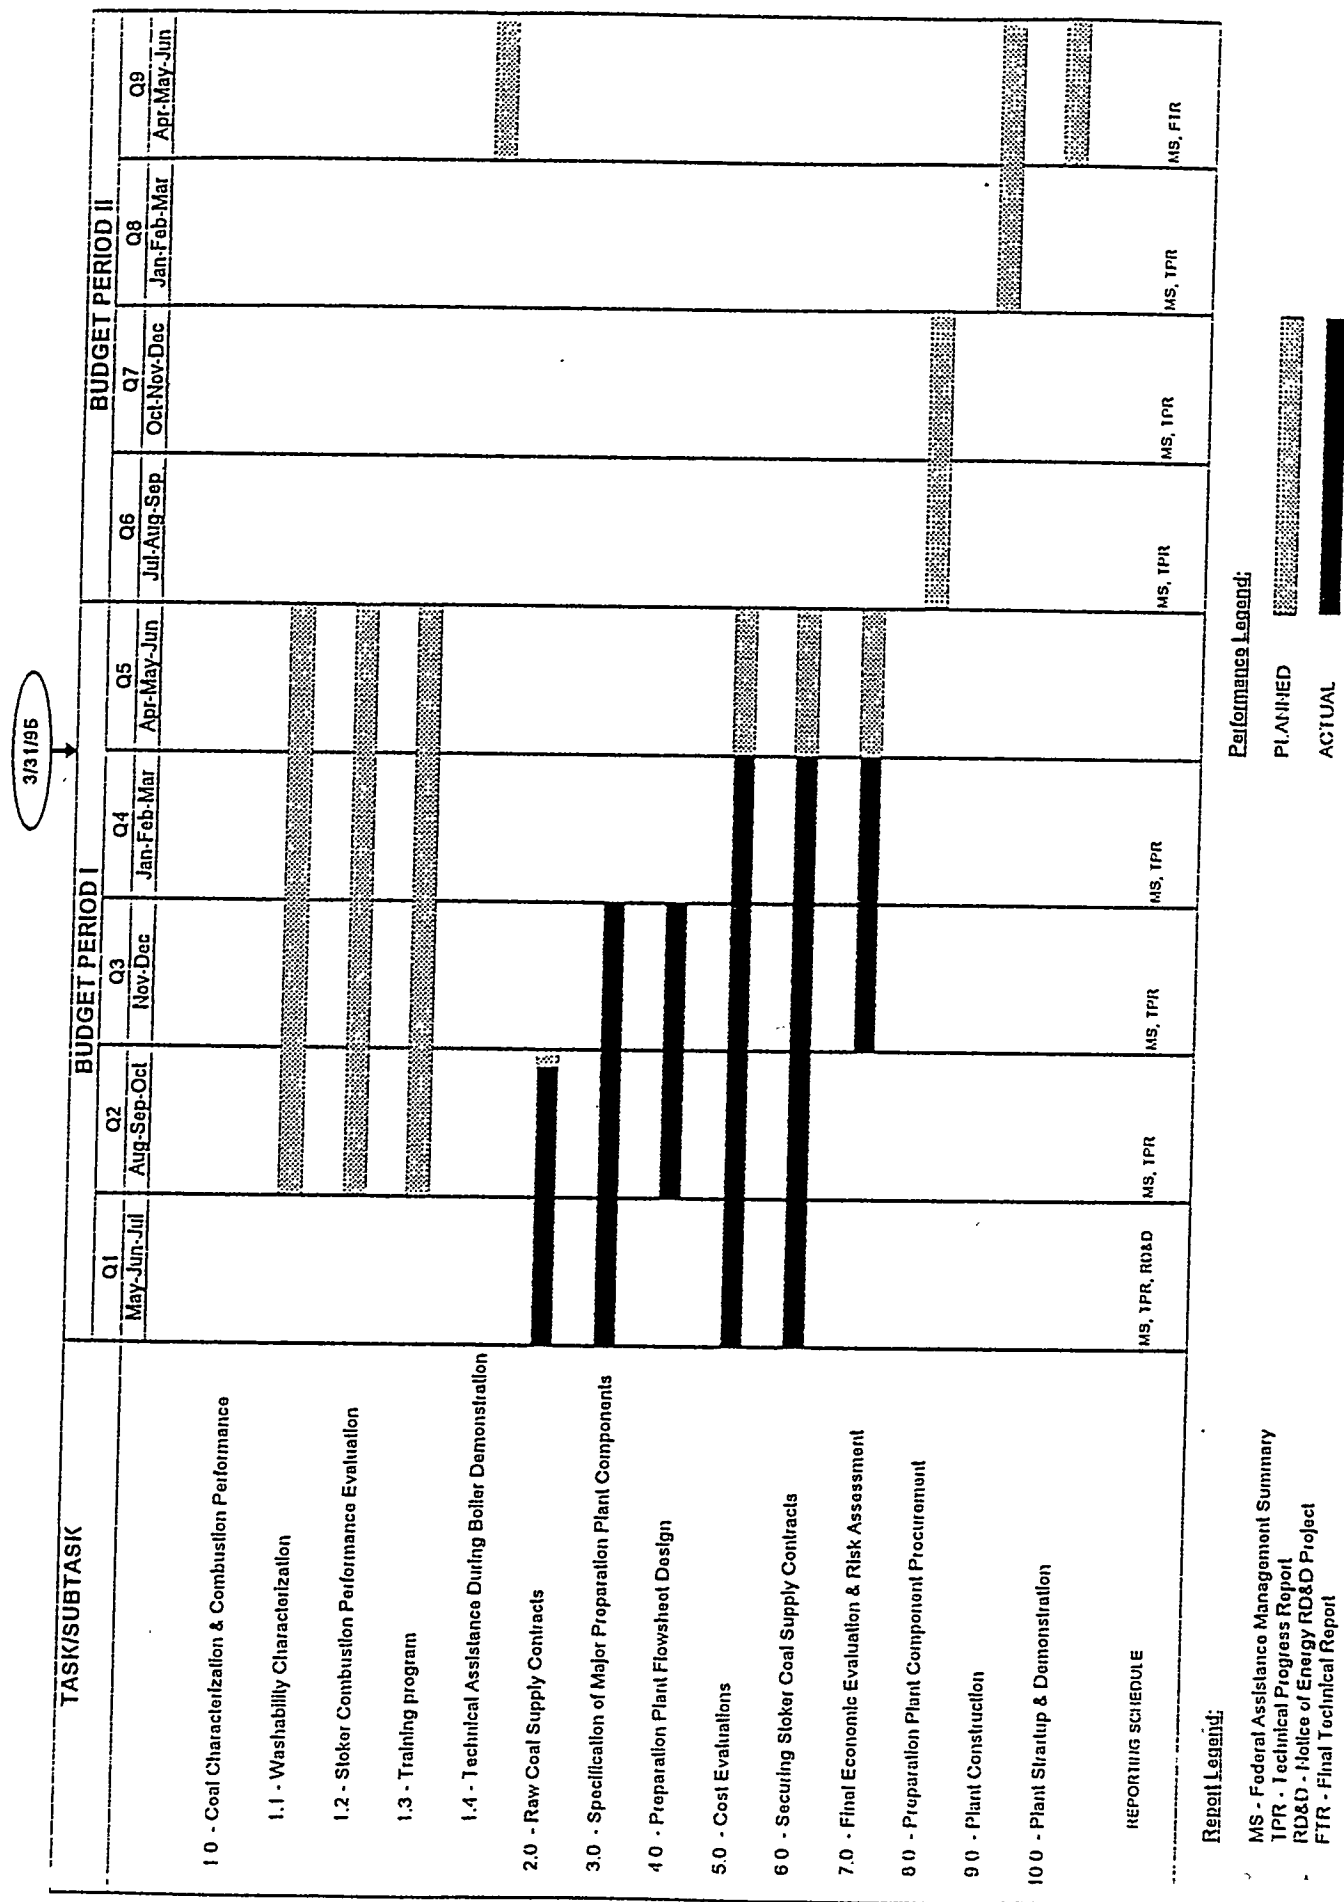 3/31/95
TASK/SUBTASK
BUDGET PERIOD I
BUDGET PERIOD II
Q1 Q2 Q3 Q4 Q5 Q6 Q7 Q8 Q9
May-Jun-Jul Aug-Sep-Oct Nov-Dec Jan-Feb-Mar Apr-May-Jun Jul-Aug-Sep Oct-Nov-Dec Jan-Feb-Mar Apr-May-Jun
1 0 - Coal Characterization & Combustion Performance
1.1 - Washability Characterization
1.2 - Stoker Combustion Performance Evaluation
1.3 - Training program
1.4 - Technical Assistance During Boiler Demonstration
2.0 - Raw Coal Supply Contracts
3.0 - Specification of Major Preparation Plant Components
4 0 - Preparation Plant Flowsheet Design
5.0 - Cost Evaluations
6 0 - Securing Stoker Coal Supply Contracts
7.0 - Final Economic Evaluation & Risk Assessment
8 0 - Preparation Plant Component Procurement
9 0 - Plant Construction
10 0 - Plant Strartup & Demonstration
REPORTING SCHEDULE MS, TPR, RD&D MS, TPR MS, TPR MS, TPR MS, TPR MS, TPR MS, TPR MS, FTR
Report Legend:
MS - Federal Assistance Management Summary
TPR - Technical Progress Report
RD&D - Notice of Energy RD&D Project
FTR - Final Technical Report
Performance Legend:
PLANNED
ACTUAL